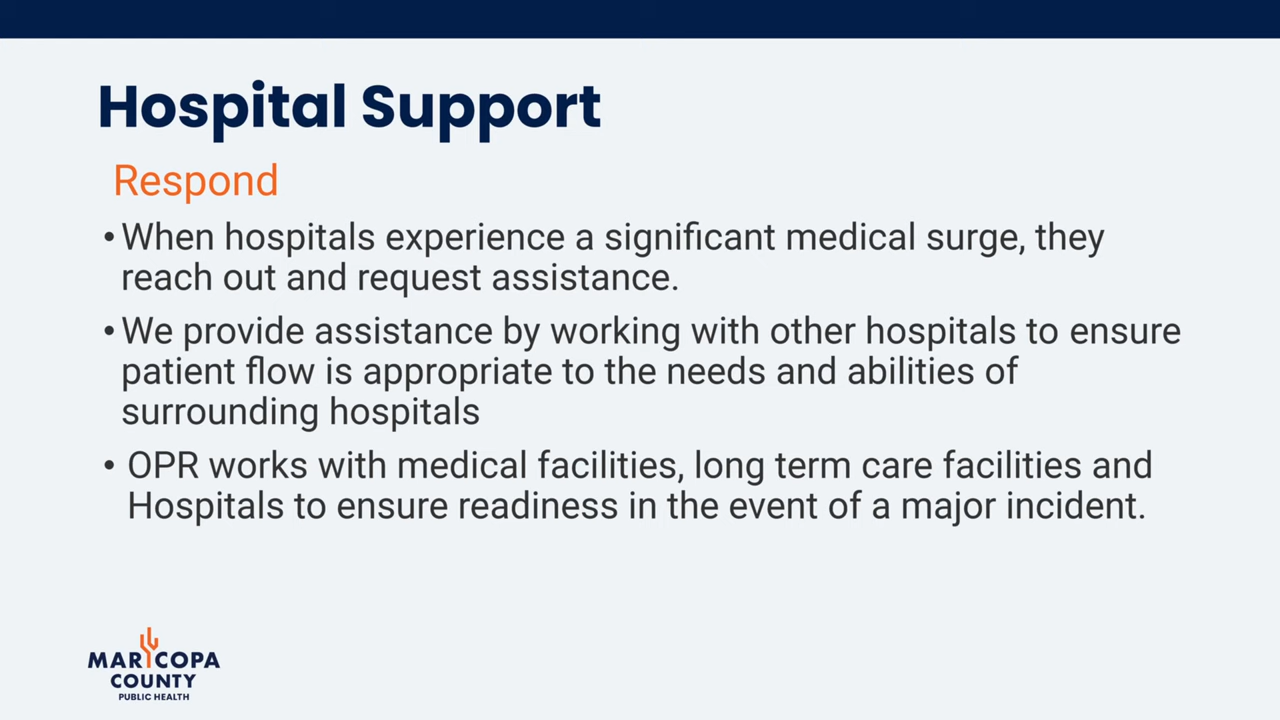 Hospital Support
Respond
• When hospitals experience a significant medical surge, they
reach out and request assistance.
• We provide assistance by working with other hospitals to ensure
patient flow is appropriate to the needs and abilities of
surrounding hospitals
• OPR works with medical facilities, long term care facilities and
Hospitals to ensure readiness in the event of a major incident.
MARICOPA
COUNTY
PUBLIC HEALTH